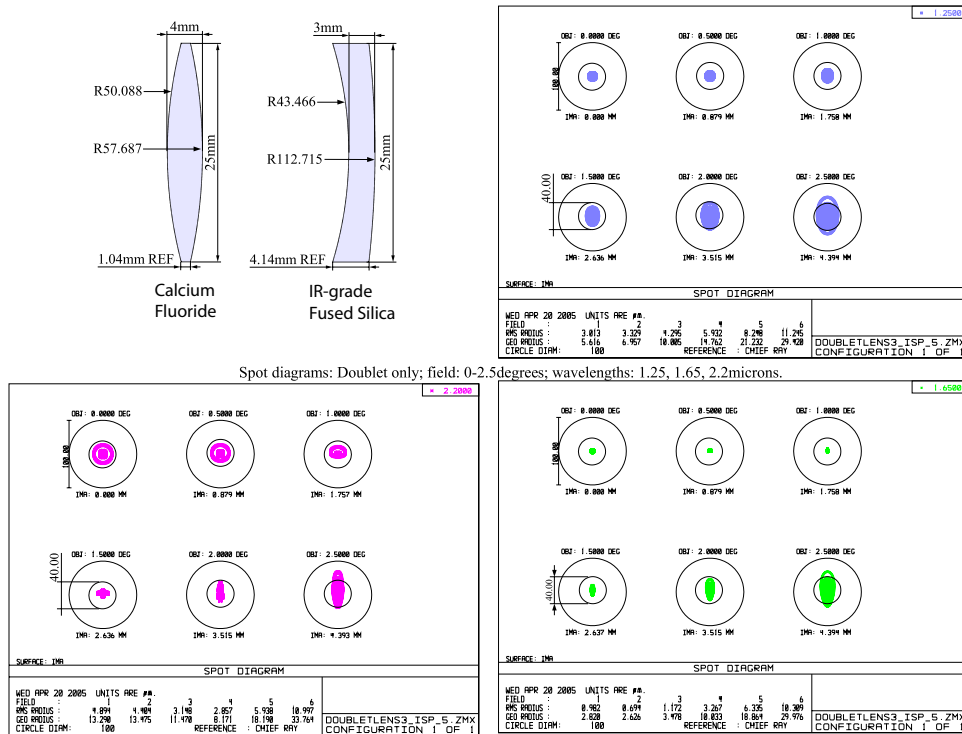 4mm
3mm
R50.088
R57.687
25mm
1.04mm REF
Calcium
Fluoride
R43.466
R112.715
25mm
4.14mm REF
IR-grade
Fused Silica
1.2500
OBJ: 0.0000 DEG
OBJ: 0.5000 DEG
OBJ: 1.0000 DEG
100.00
IMA: 0.000 MM
IMA: 0.879 MM
IMA: 1.758 MM
OBJ: 1.5000 DEG
OBJ: 2.0000 DEG
OBJ: 2.5000 DEG
40.00
IMA: 2.636 MM
IMA: 3.515 MM
IMA: 4.394 MM
SURFACE: IMA
SPOT DIAGRAM
WED APR 20 2005 UNITS ARE µm.
FIELD : 1 2 3 4 5 6
RMS RADIUS : 3.013 3.329 4.295 5.932 8.248 11.245
GEO RADIUS : 5.616 6.957 10.005 14.762 21.232 29.420
CIRCLE DIAM: 100 REFERENCE : CHIEF RAY
DOUBLETLENS3_ISP_5.ZMX
CONFIGURATION 1 OF 1
Spot diagrams: Doublet only; field: 0-2.5degrees; wavelengths: 1.25, 1.65, 2.2microns.
2.2000
OBJ: 0.0000 DEG
OBJ: 0.5000 DEG
OBJ: 1.0000 DEG
100.00
IMA: 0.000 MM
IMA: 0.879 MM
IMA: 1.757 MM
OBJ: 1.5000 DEG
OBJ: 2.0000 DEG
OBJ: 2.5000 DEG
40.00
IMA: 2.636 MM
IMA: 3.515 MM
IMA: 4.393 MM
SURFACE: IMA
SPOT DIAGRAM
WED APR 20 2005 UNITS ARE µm.
FIELD : 1 2 3 4 5 6
RMS RADIUS : 4.894 4.484 3.148 2.857 5.938 10.997
GEO RADIUS : 13.290 13.475 11.470 8.171 18.190 33.764
CIRCLE DIAM: 100 REFERENCE : CHIEF RAY
DOUBLETLENS3_ISP_5.ZMX
CONFIGURATION 1 OF 1
1.6500
OBJ: 0.0000 DEG
OBJ: 0.5000 DEG
OBJ: 1.0000 DEG
100.00
IMA: 0.000 MM
IMA: 0.879 MM
IMA: 1.758 MM
OBJ: 1.5000 DEG
OBJ: 2.0000 DEG
OBJ: 2.5000 DEG
40.00
IMA: 2.637 MM
IMA: 3.515 MM
IMA: 4.394 MM
SURFACE: IMA
SPOT DIAGRAM
WED APR 20 2005 UNITS ARE µm.
FIELD : 1 2 3 4 5 6
RMS RADIUS : 0.982 0.694 1.172 3.267 6.335 10.309
GEO RADIUS : 2.820 2.626 3.478 10.033 18.864 29.976
CIRCLE DIAM: 100 REFERENCE : CHIEF RAY
DOUBLETLENS3_ISP_5.ZMX
CONFIGURATION 1 OF 1